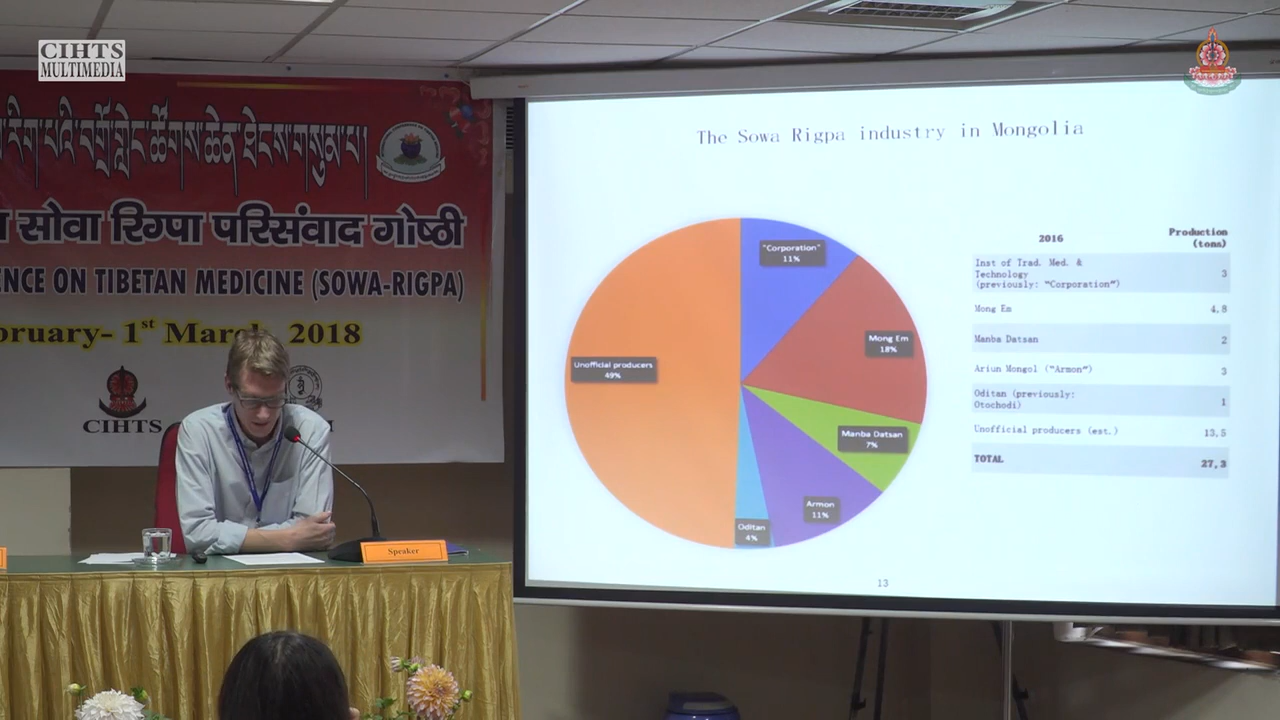 CIHTS
MULTIMEDIA
सोवा रिग्पा परिसंवाद गोष्ठी
ENCE ON TIBETAN MEDICINE (SOWA-RIGPA)
bruary- 1st March, 2018
CIHTS
Speaker
The Sowa Rigpa industry in Mongolia
"Corporation"
11%
Mong Em
18%
Unofficial producers
49%
Manba Datsan
7%
Armon
11%
Oditan
4%
2016 Production (tons)
Inst of Trad. Med. &
Technology
(previously: "Corporation") 3
Mong Em 4,8
Manba Datsan 2
Ariun Mongol ("Armon") 3
Oditan (previously:
Otochodi) 1
Unofficial producers (est.) 13,5
TOTAL 27,3
13